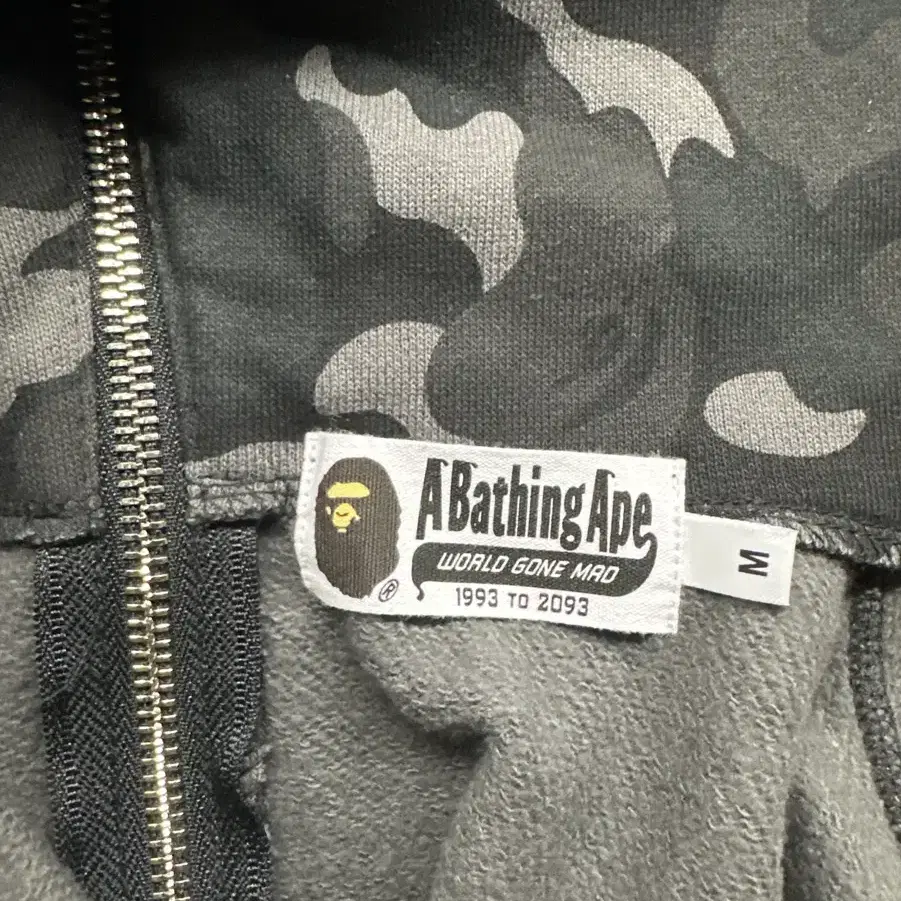 A Bathing Ape
WORLD GONE MAD
1993 TO 2093
®
M